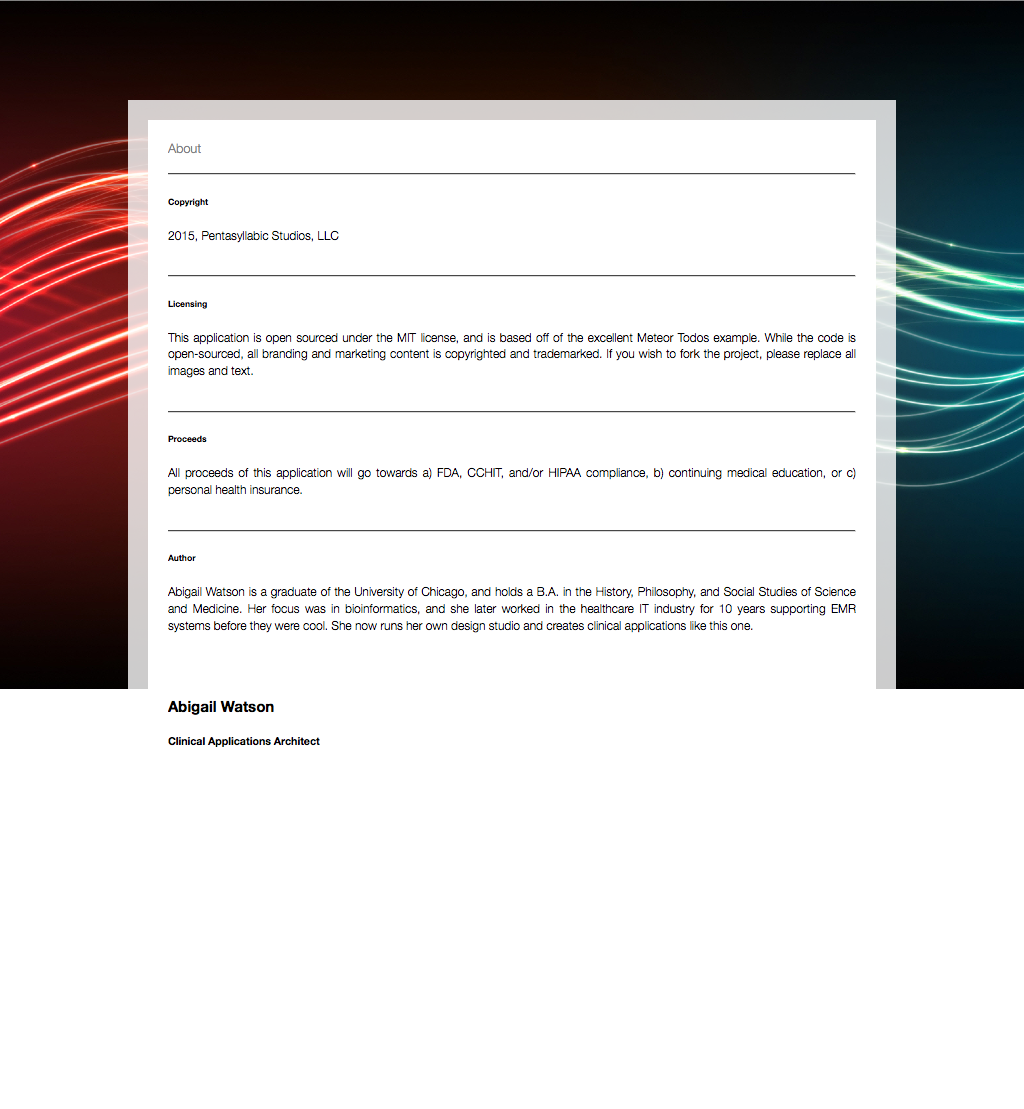 About
Copyright
2015, Pentasyllabic Studios, LLC
Licensing
This application is open sourced under the MIT license, and is based off of the excellent Meteor Todos example. While the code is
open-sourced, all branding and marketing content is copyrighted and trademarked. If you wish to fork the project, please replace all
images and text.
Proceeds
All proceeds of this application will go towards a) FDA, CCHIT, and/or HIPAA compliance, b) continuing medical education, or c)
personal health insurance.
Author
Abigail Watson is a graduate of the University of Chicago, and holds a B.A. in the History, Philosophy, and Social Studies of Science
and Medicine. Her focus was in bioinformatics, and she later worked in the healthcare IT industry for 10 years supporting EMR
systems before they were cool. She now runs her own design studio and creates clinical applications like this one.
Abigail Watson
Clinical Applications Architect